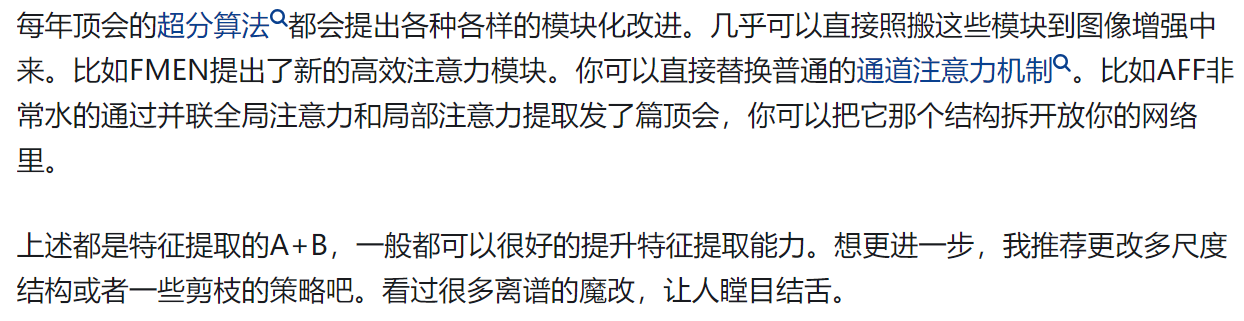 每年顶会的超分算法都会提出各种各样的模块化改进。几乎可以直接照搬这些模块到图像增强中
来。比如FMEN提出了新的高效注意力模块。你可以直接替换普通的通道注意力机制。比如AFF非
常水的通过并联全局注意力和局部注意力提取发了篇顶会，你可以把它那个结构拆开放你的网络
里。
上述都是特征提取的A+B，一般都可以很好的提升特征提取能力。想更进一步，我推荐更改多尺度
结构或者一些剪枝的策略吧。看过很多离谱的魔改，让人瞠目结舌。